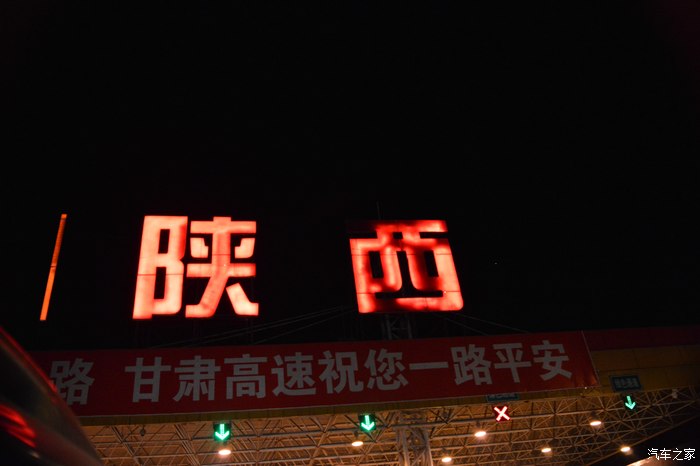 陕西
路 甘肃高速祝您一路平安
汽车之家